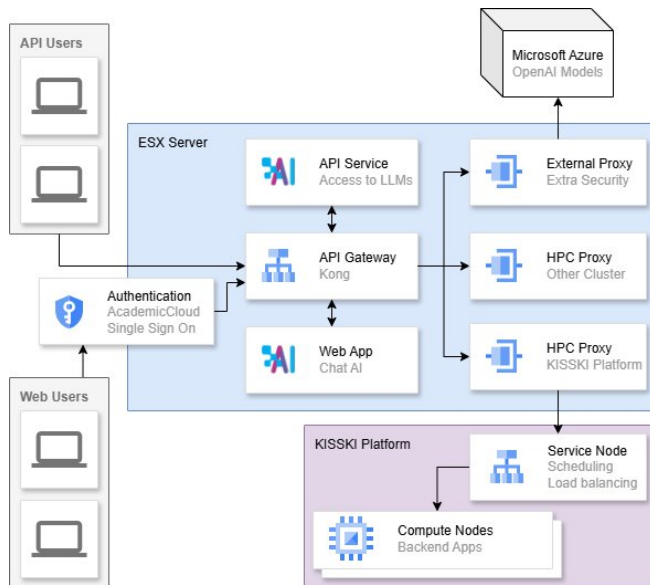 API Users
Microsoft Azure
OpenAI Models
ESX Server
AI
API Service
Access to LLMs
External Proxy
Extra Security
API Gateway
Kong
HPC Proxy
Other Cluster
Authentication
AcademicCloud
Single Sign On
AI
Web App
Chat AI
HPC Proxy
KISSKI Platform
Web Users
KISSKI Platform
Service Node
Scheduling
Load balancing
Compute Nodes
Backend Apps